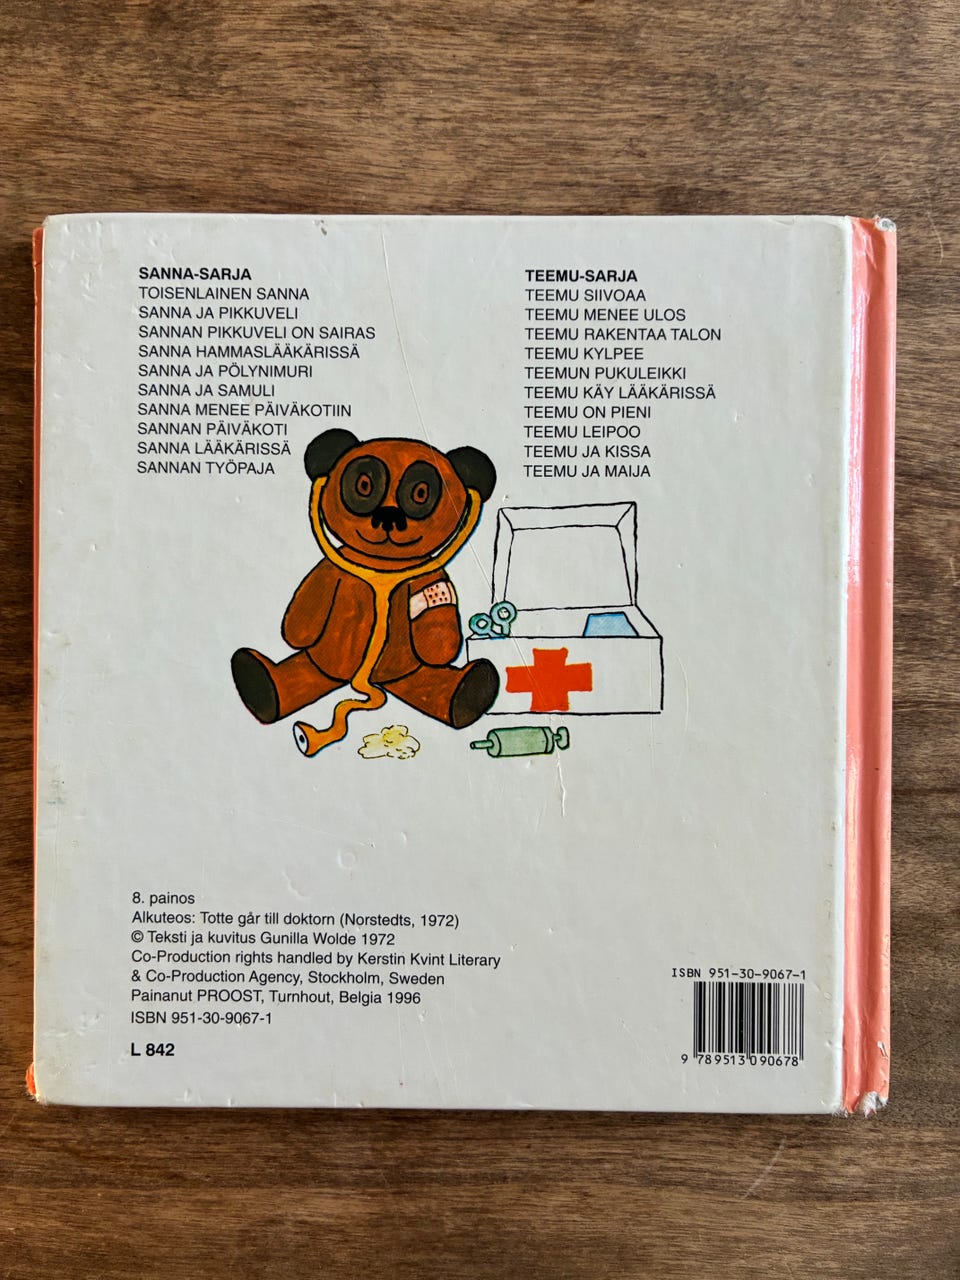 SANNA-SARJA
TOISENLAINEN SANNA
SANNA JA PIKKUVELI
SANNAN PIKKUVELI ON SAIRAS
SANNA HAMMASLÄÄKÄRISSÄ
SANNA JA PÖLYNIMURI
SANNA JA SAMULI
SANNA MENEE PÄIVÄKOTIIN
SANNAN PÄIVÄKOTI
SANNA LÄÄKÄRISSÄ
SANNAN TYÖPAJA
TEEMU-SARJA
TEEMU SIIVOAA
TEEMU MENEE ULOS
TEEMU RAKENTAA TALON
TEEMU KYLPEE
TEEMUN PUKULEIKKI
TEEMU KÄY LÄÄKÄRISSÄ
TEEMU ON PIENI
TEEMU LEIPOO
TEEMU JA KISSA
TEEMU JA MAIJA
8. painos
Alkuteos: Totte går till doktorn (Norstedts, 1972)
© Teksti ja kuvitus Gunilla Wolde 1972
Co-Production rights handled by Kerstin Kvint Literary
& Co-Production Agency, Stockholm, Sweden
Painanut PROOST, Turnhout, Belgia 1996
ISBN 951-30-9067-1
L 842
ISBN 951-30-9067-1
9 789513 090678